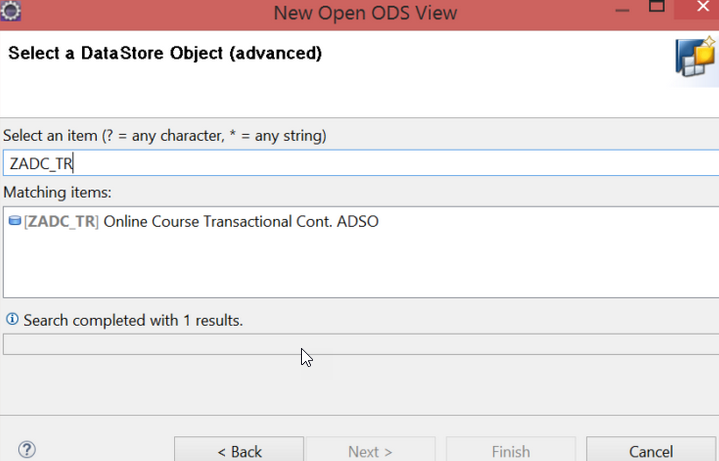 New Open ODS View
Select a DataStore Object (advanced)
Select an item (? = any character, * = any string)
ZADC_TR
Matching items:
[ZADC_TR] Online Course Transactional Cont. ADSO
Search completed with 1 results.
< Back Next > Finish Cancel